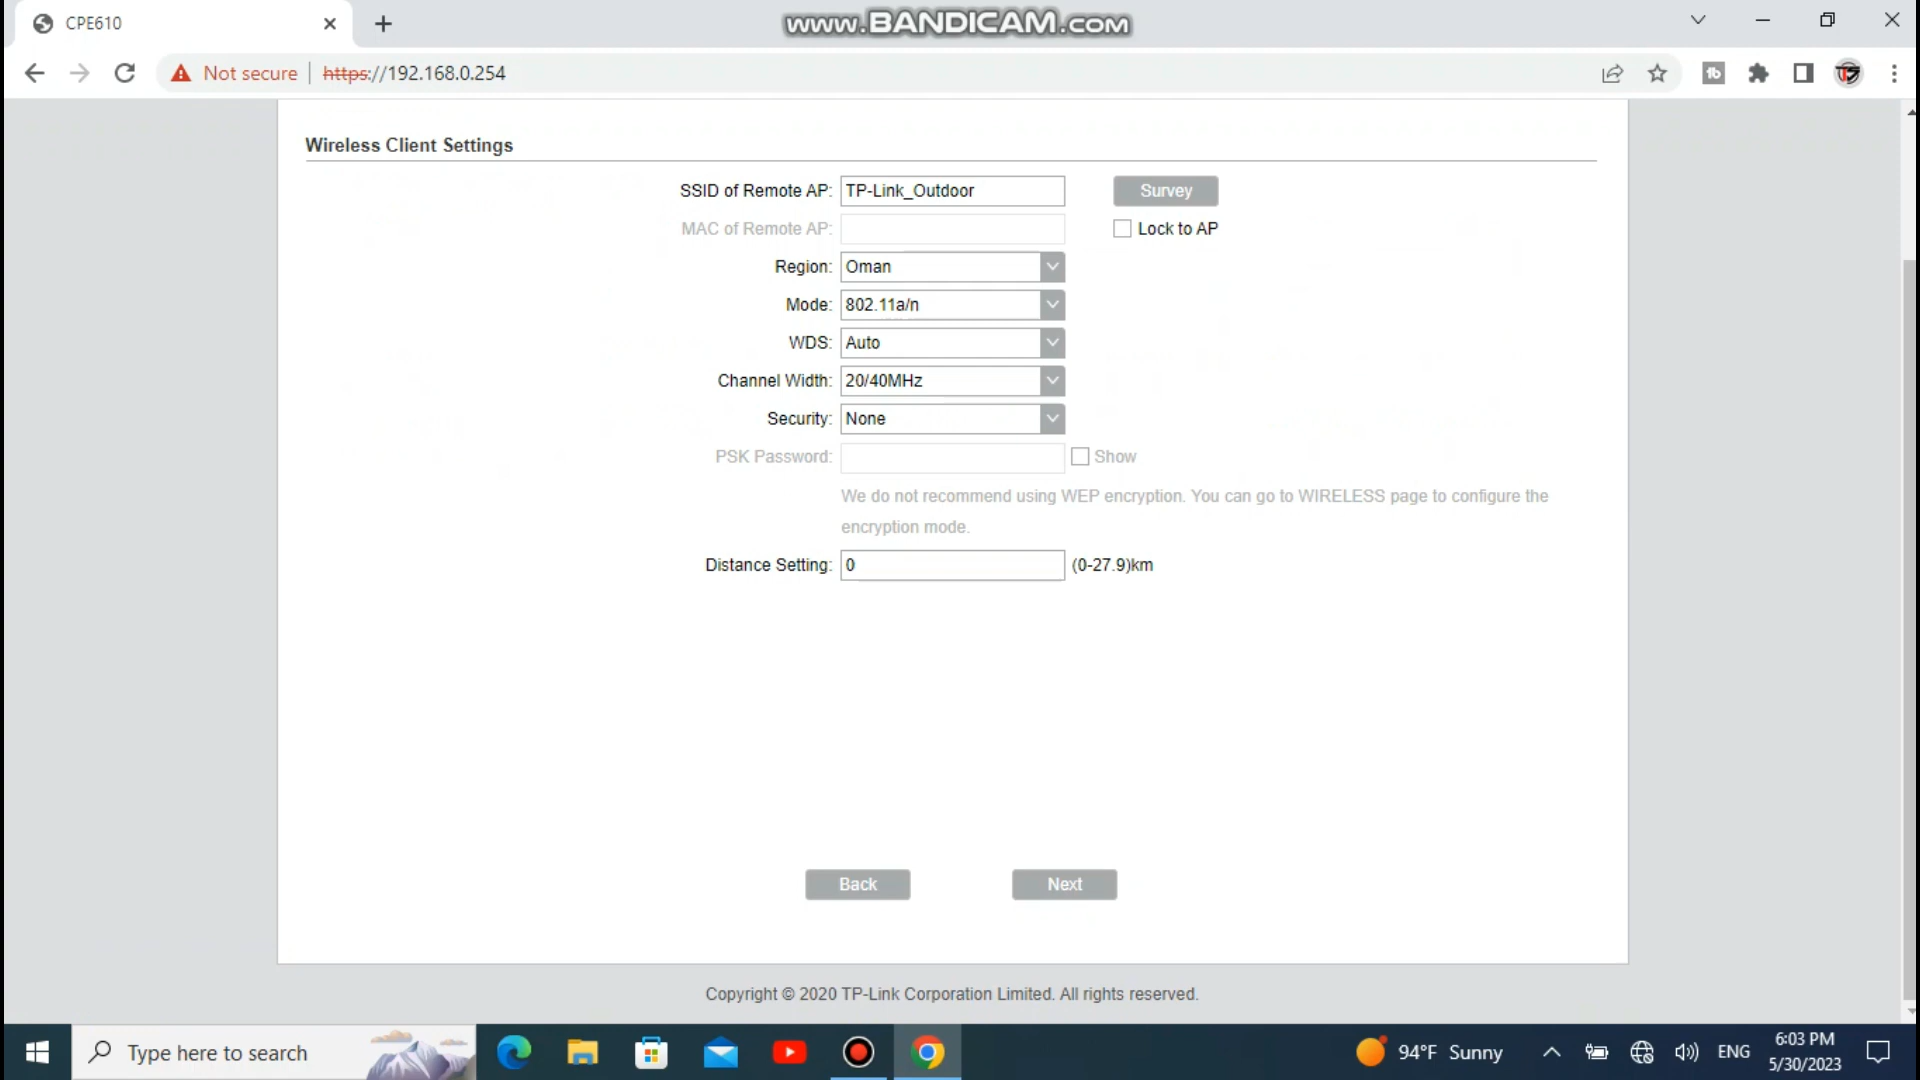 CPE610
www.BANDICAM.com
Not secure
https://192.168.0.254
Wireless Client Settings
SSID of Remote AP: TP-Link_Outdoor Survey
MAC of Remote AP: Lock to AP
Region: Oman
Mode: 802.11a/n
WDS: Auto
Channel Width: 20/40MHz
Security: None
PSK Password: Show
We do not recommend using WEP encryption. You can go to WIRELESS page to configure the
encryption mode.
Distance Setting: 0 (0-27.9)km
Back Next
Copyright © 2020 TP-Link Corporation Limited. All rights reserved.
Type here to search
94°F Sunny
ENG
6:03 PM
5/30/2023